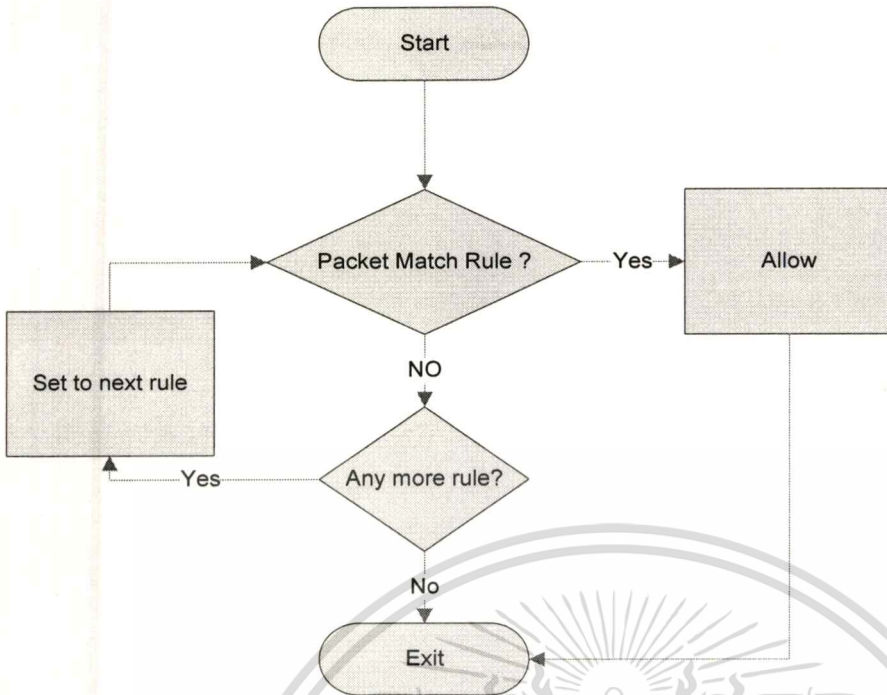 Start
Packet Match Rule ?
Yes
Allow
Set to next rule
NO
Any more rule?
Yes
No
Exit